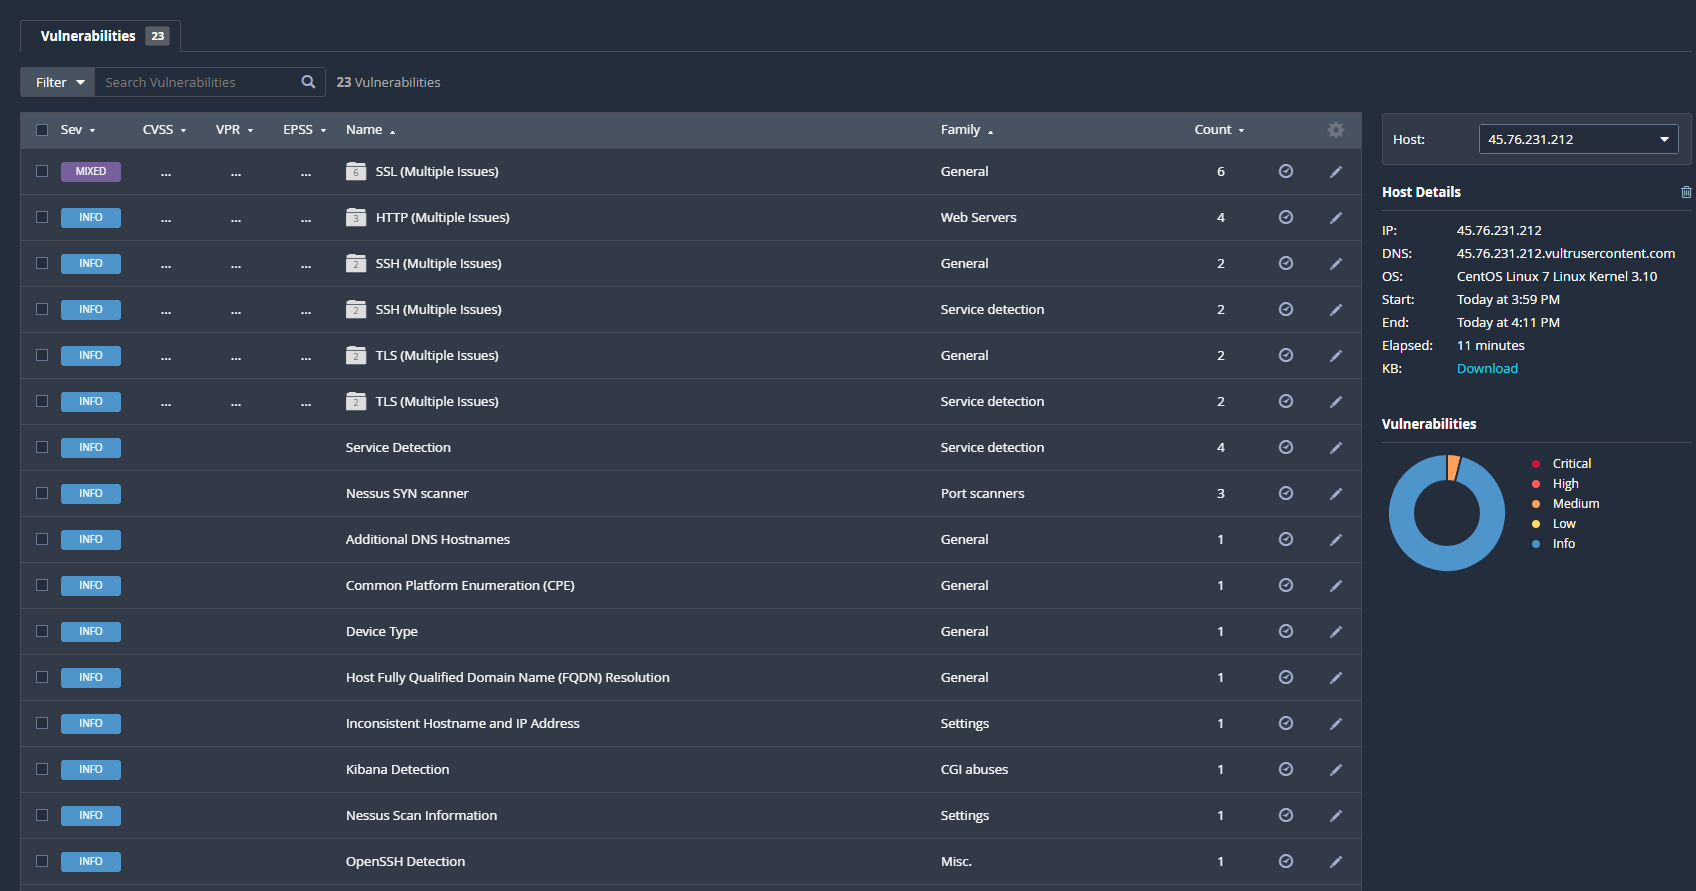 Vulnerabilities 23
Filter Search Vulnerabilities 23 Vulnerabilities
Sev CVSS VPR EPSS Name Family Count
MIXED ... ... ... 6 SSL (Multiple Issues) General 6
INFO ... ... ... 3 HTTP (Multiple Issues) Web Servers 4
INFO ... ... ... 2 SSH (Multiple Issues) General 2
INFO ... ... ... 2 SSH (Multiple Issues) Service detection 2
INFO ... ... ... 2 TLS (Multiple Issues) General 2
INFO ... ... ... 2 TLS (Multiple Issues) Service detection 2
INFO Service Detection Service detection 4
INFO Nessus SYN scanner Port scanners 3
INFO Additional DNS Hostnames General 1
INFO Common Platform Enumeration (CPE) General 1
INFO Device Type General 1
INFO Host Fully Qualified Domain Name (FQDN) Resolution General 1
INFO Inconsistent Hostname and IP Address Settings 1
INFO Kibana Detection CGI abuses 1
INFO Nessus Scan Information Settings 1
INFO OpenSSH Detection Misc. 1
Host: 45.76.231.212
Host Details
IP: 45.76.231.212
DNS: 45.76.231.212.vultrusercontent.com
OS: CentOS Linux 7 Linux Kernel 3.10
Start: Today at 3:59 PM
End: Today at 4:11 PM
Elapsed: 11 minutes
KB: Download
Vulnerabilities
Critical
High
Medium
Low
Info